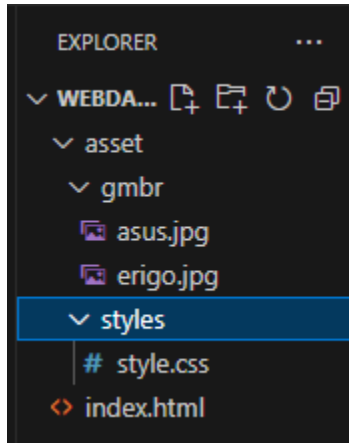 EXPLORER ...
WEBDA...
asset
gmbr
asus.jpg
erigo.jpg
styles
# style.css
index.html